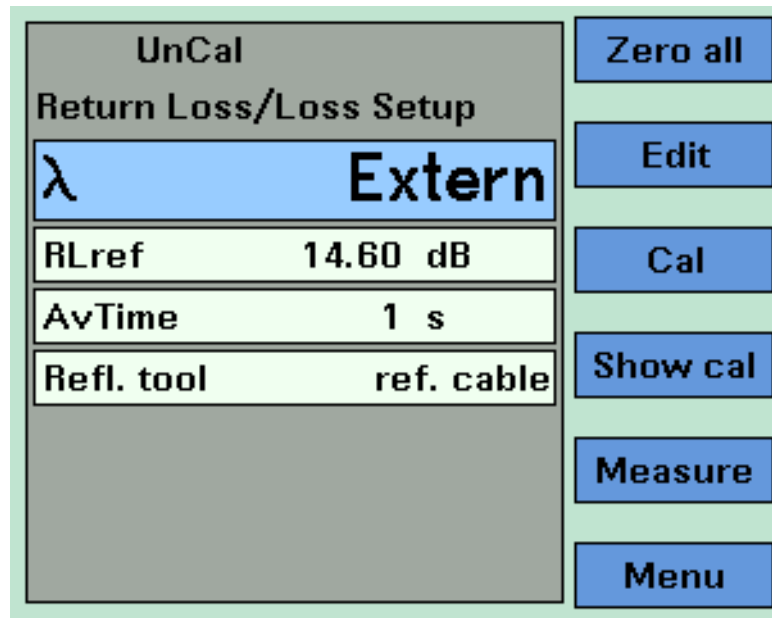 UnCal
Return Loss/Loss Setup
λ Extern
RLref 14.60 dB
AvTime 1 s
Refl. tool ref. cable
Zero all
Edit
Cal
Show cal
Measure
Menu